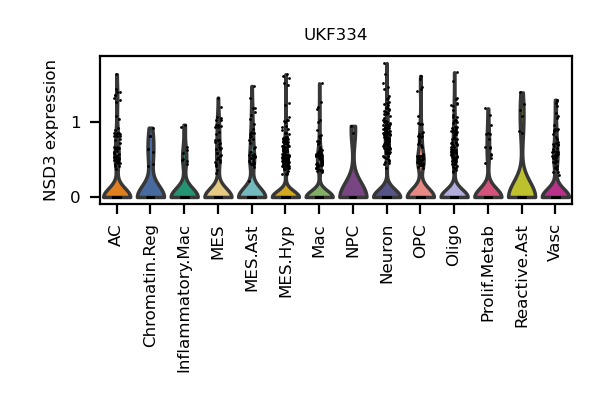 UKF334
NSD3 expression
1
0
AC
Chromatin.Reg
Inflammatory.Mac
MES
MES.Ast
MES.Hyp
Mac
NPC
Neuron
OPC
Oligo
Prolif.Metab
Reactive.Ast
Vasc